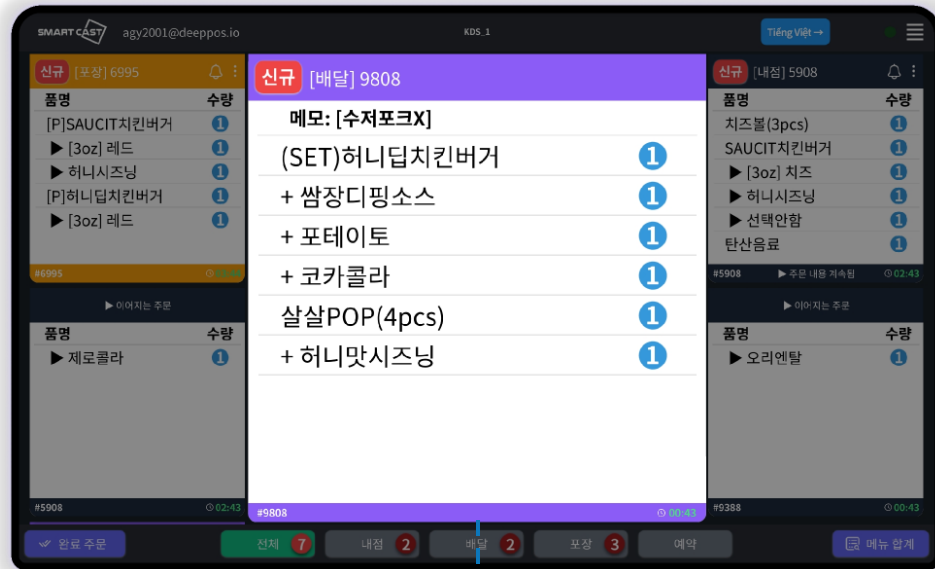 SMART CAST agy2001@deeppos.io KDS_1 Tiếng Việt →
신규 [포장] 6995
품명 수량
[P]SAUCIT치킨버거 1
▶ [3oz] 레드 1
▶ 허니시즈닝 1
[P]허니딥치킨버거 1
▶ [3oz] 레드 1
#6995
▶ 이어지는 주문
품명 수량
▶ 제로콜라 1
#5908 02:43
신규 [배달] 9808
메모: [수저포크X]
(SET)허니딥치킨버거 1
+ 쌈장디핑소스 1
+ 포테이토 1
+ 코카콜라 1
살살POP(4pcs) 1
+ 허니맛시즈닝 1
#9808 00:43
신규 [내점] 5908
품명 수량
치즈볼(3pcs) 1
SAUCIT치킨버거 1
▶ [3oz] 치즈 1
▶ 허니시즈닝 1
▶ 선택안함 1
탄산음료 1
#5908 ▶ 주문 내용 계속됨 02:43
▶ 이어지는 주문
품명 수량
▶ 오리엔탈 1
#9388 00:43
완료 주문 전체 7 내점 2 배달 2 포장 3 예약 메뉴 합계